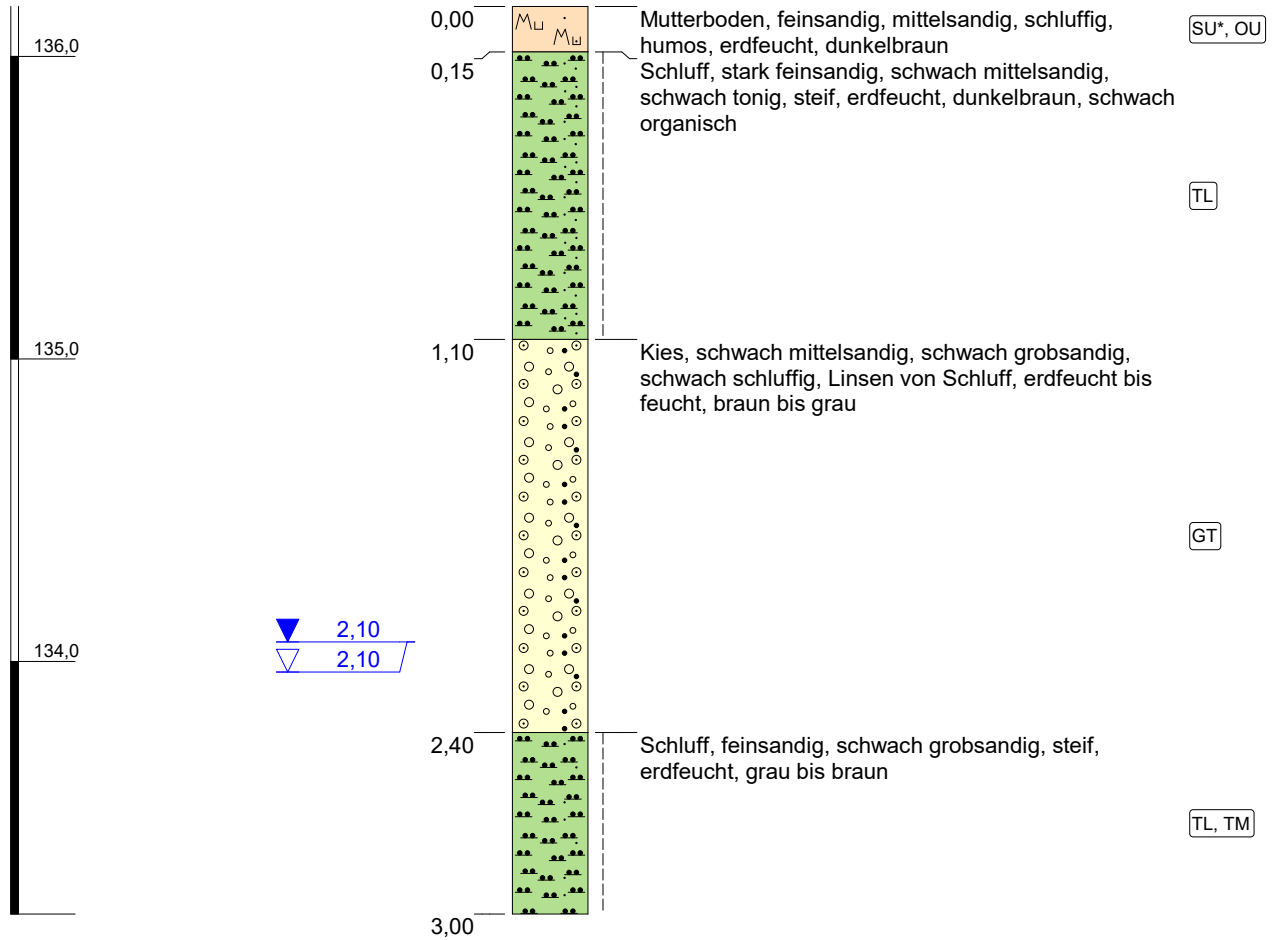 0,00
Mutterboden, feinsandig, mittelsandig, schluffig,
humos, erdfeucht, dunkelbraun
SU*, OU
136,0
0,15
Schluff, stark feinsandig, schwach mittelsandig,
schwach tonig, steif, erdfeucht, dunkelbraun, schwach
organisch
TL
135,0
1,10
Kies, schwach mittelsandig, schwach grobsandig,
schwach schluffig, Linsen von Schluff, erdfeucht bis
feucht, braun bis grau
GT
2,10
134,0
2,10
2,40
Schluff, feinsandig, schwach grobsandig, steif,
erdfeucht, grau bis braun
TL, TM
3,00